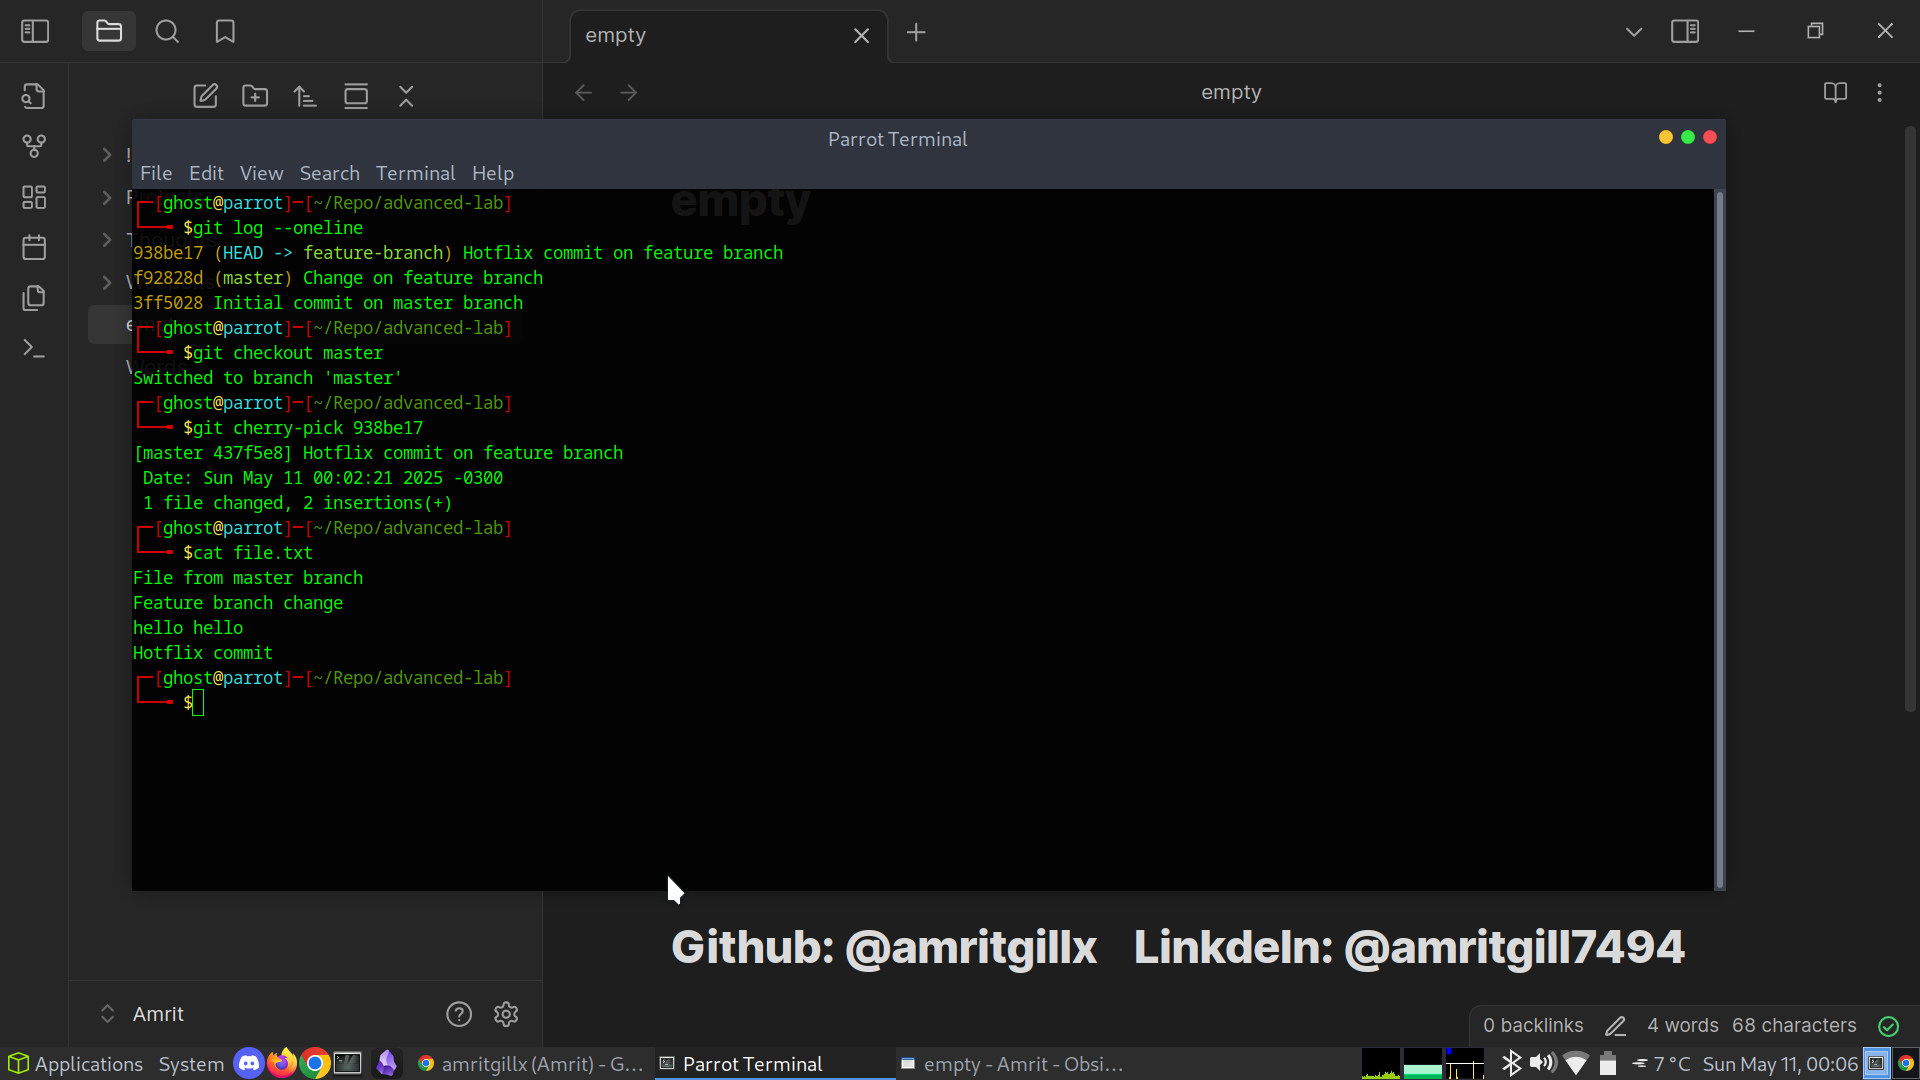 empty
empty
Parrot Terminal
File Edit View Search Terminal Help
empty
┌─[ghost@parrot]─[~/Repo/advanced-lab]
└──╼ $git log --oneline
938be17 (HEAD -> feature-branch) Hotflix commit on feature branch
f92828d (master) Change on feature branch
3ff5028 Initial commit on master branch
┌─[ghost@parrot]─[~/Repo/advanced-lab]
└──╼ $git checkout master
Switched to branch 'master'
┌─[ghost@parrot]─[~/Repo/advanced-lab]
└──╼ $git cherry-pick 938be17
[master 437f5e8] Hotflix commit on feature branch
 Date: Sun May 11 00:02:21 2025 -0300
 1 file changed, 2 insertions(+)
┌─[ghost@parrot]─[~/Repo/advanced-lab]
└──╼ $cat file.txt
File from master branch
Feature branch change
hello hello
Hotflix commit
┌─[ghost@parrot]─[~/Repo/advanced-lab]
└──╼ $
Github: @amritgillx Linkdeln: @amritgill7494
Amrit
0 backlinks 4 words 68 characters
Applications System amritgillx (Amrit) - G... Parrot Terminal empty - Amrit - Obsi... 7 °C Sun May 11, 00:06